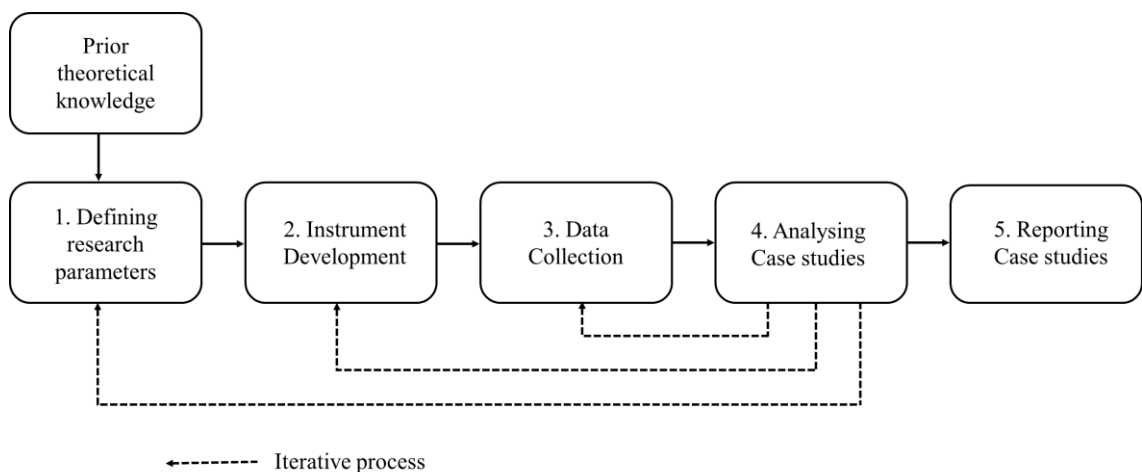 Prior
theoretical
knowledge
1. Defining
research
parameters
2. Instrument
Development
3. Data
Collection
4. Analysing
Case studies
5. Reporting
Case studies
Iterative process